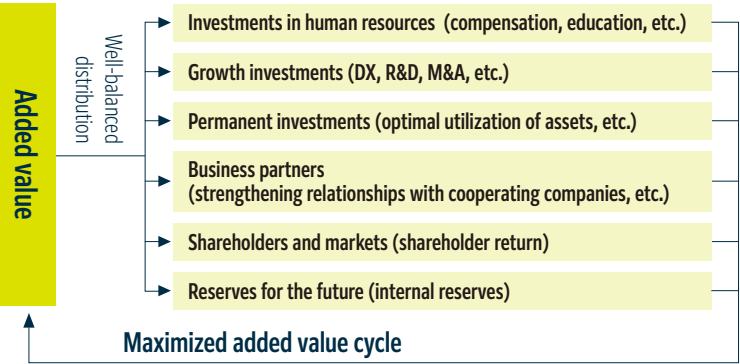 Added value
Well-balanced
distribution
Investments in human resources (compensation, education, etc.)
Growth investments (DX, R&D, M&A, etc.)
Permanent investments (optimal utilization of assets, etc.)
Business partners
(strengthening relationships with cooperating companies, etc.)
Shareholders and markets (shareholder return)
Reserves for the future (internal reserves)
Maximized added value cycle